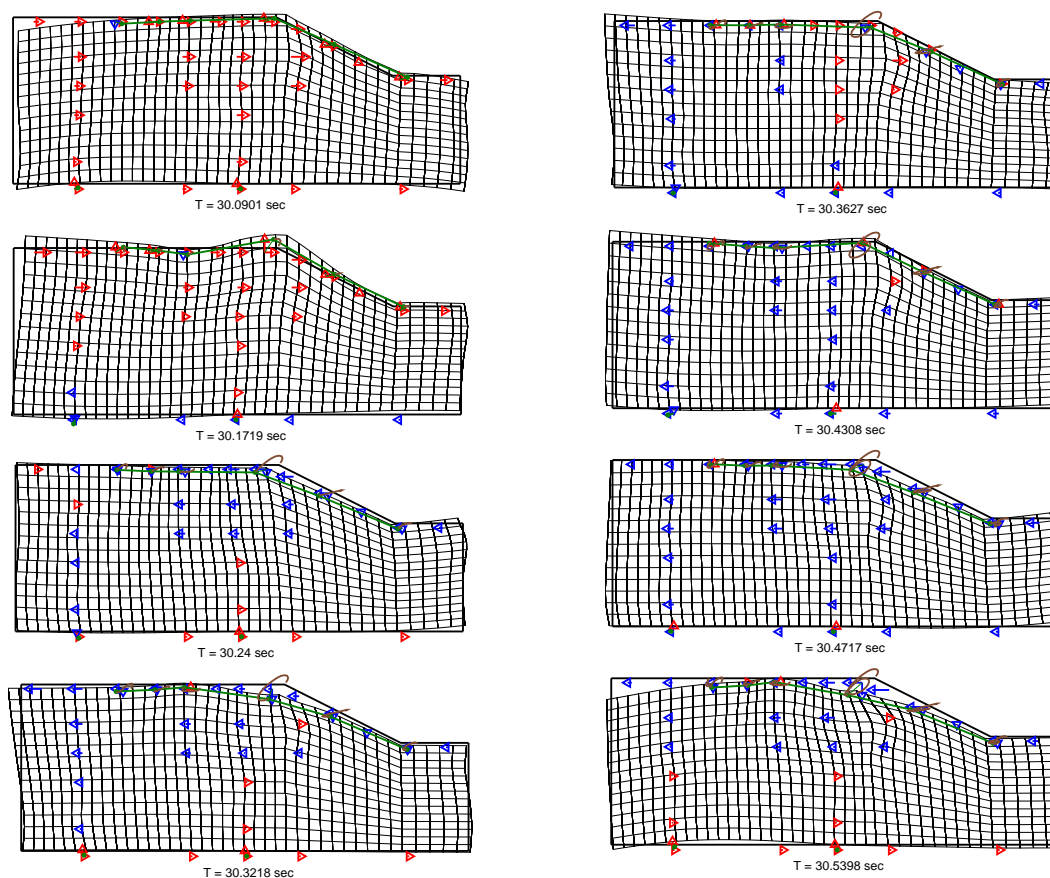 T = 30.0901 sec
T = 30.1719 sec
T = 30.24 sec
T = 30.3218 sec
T = 30.3627 sec
T = 30.4308 sec
T = 30.4717 sec
T = 30.5398 sec